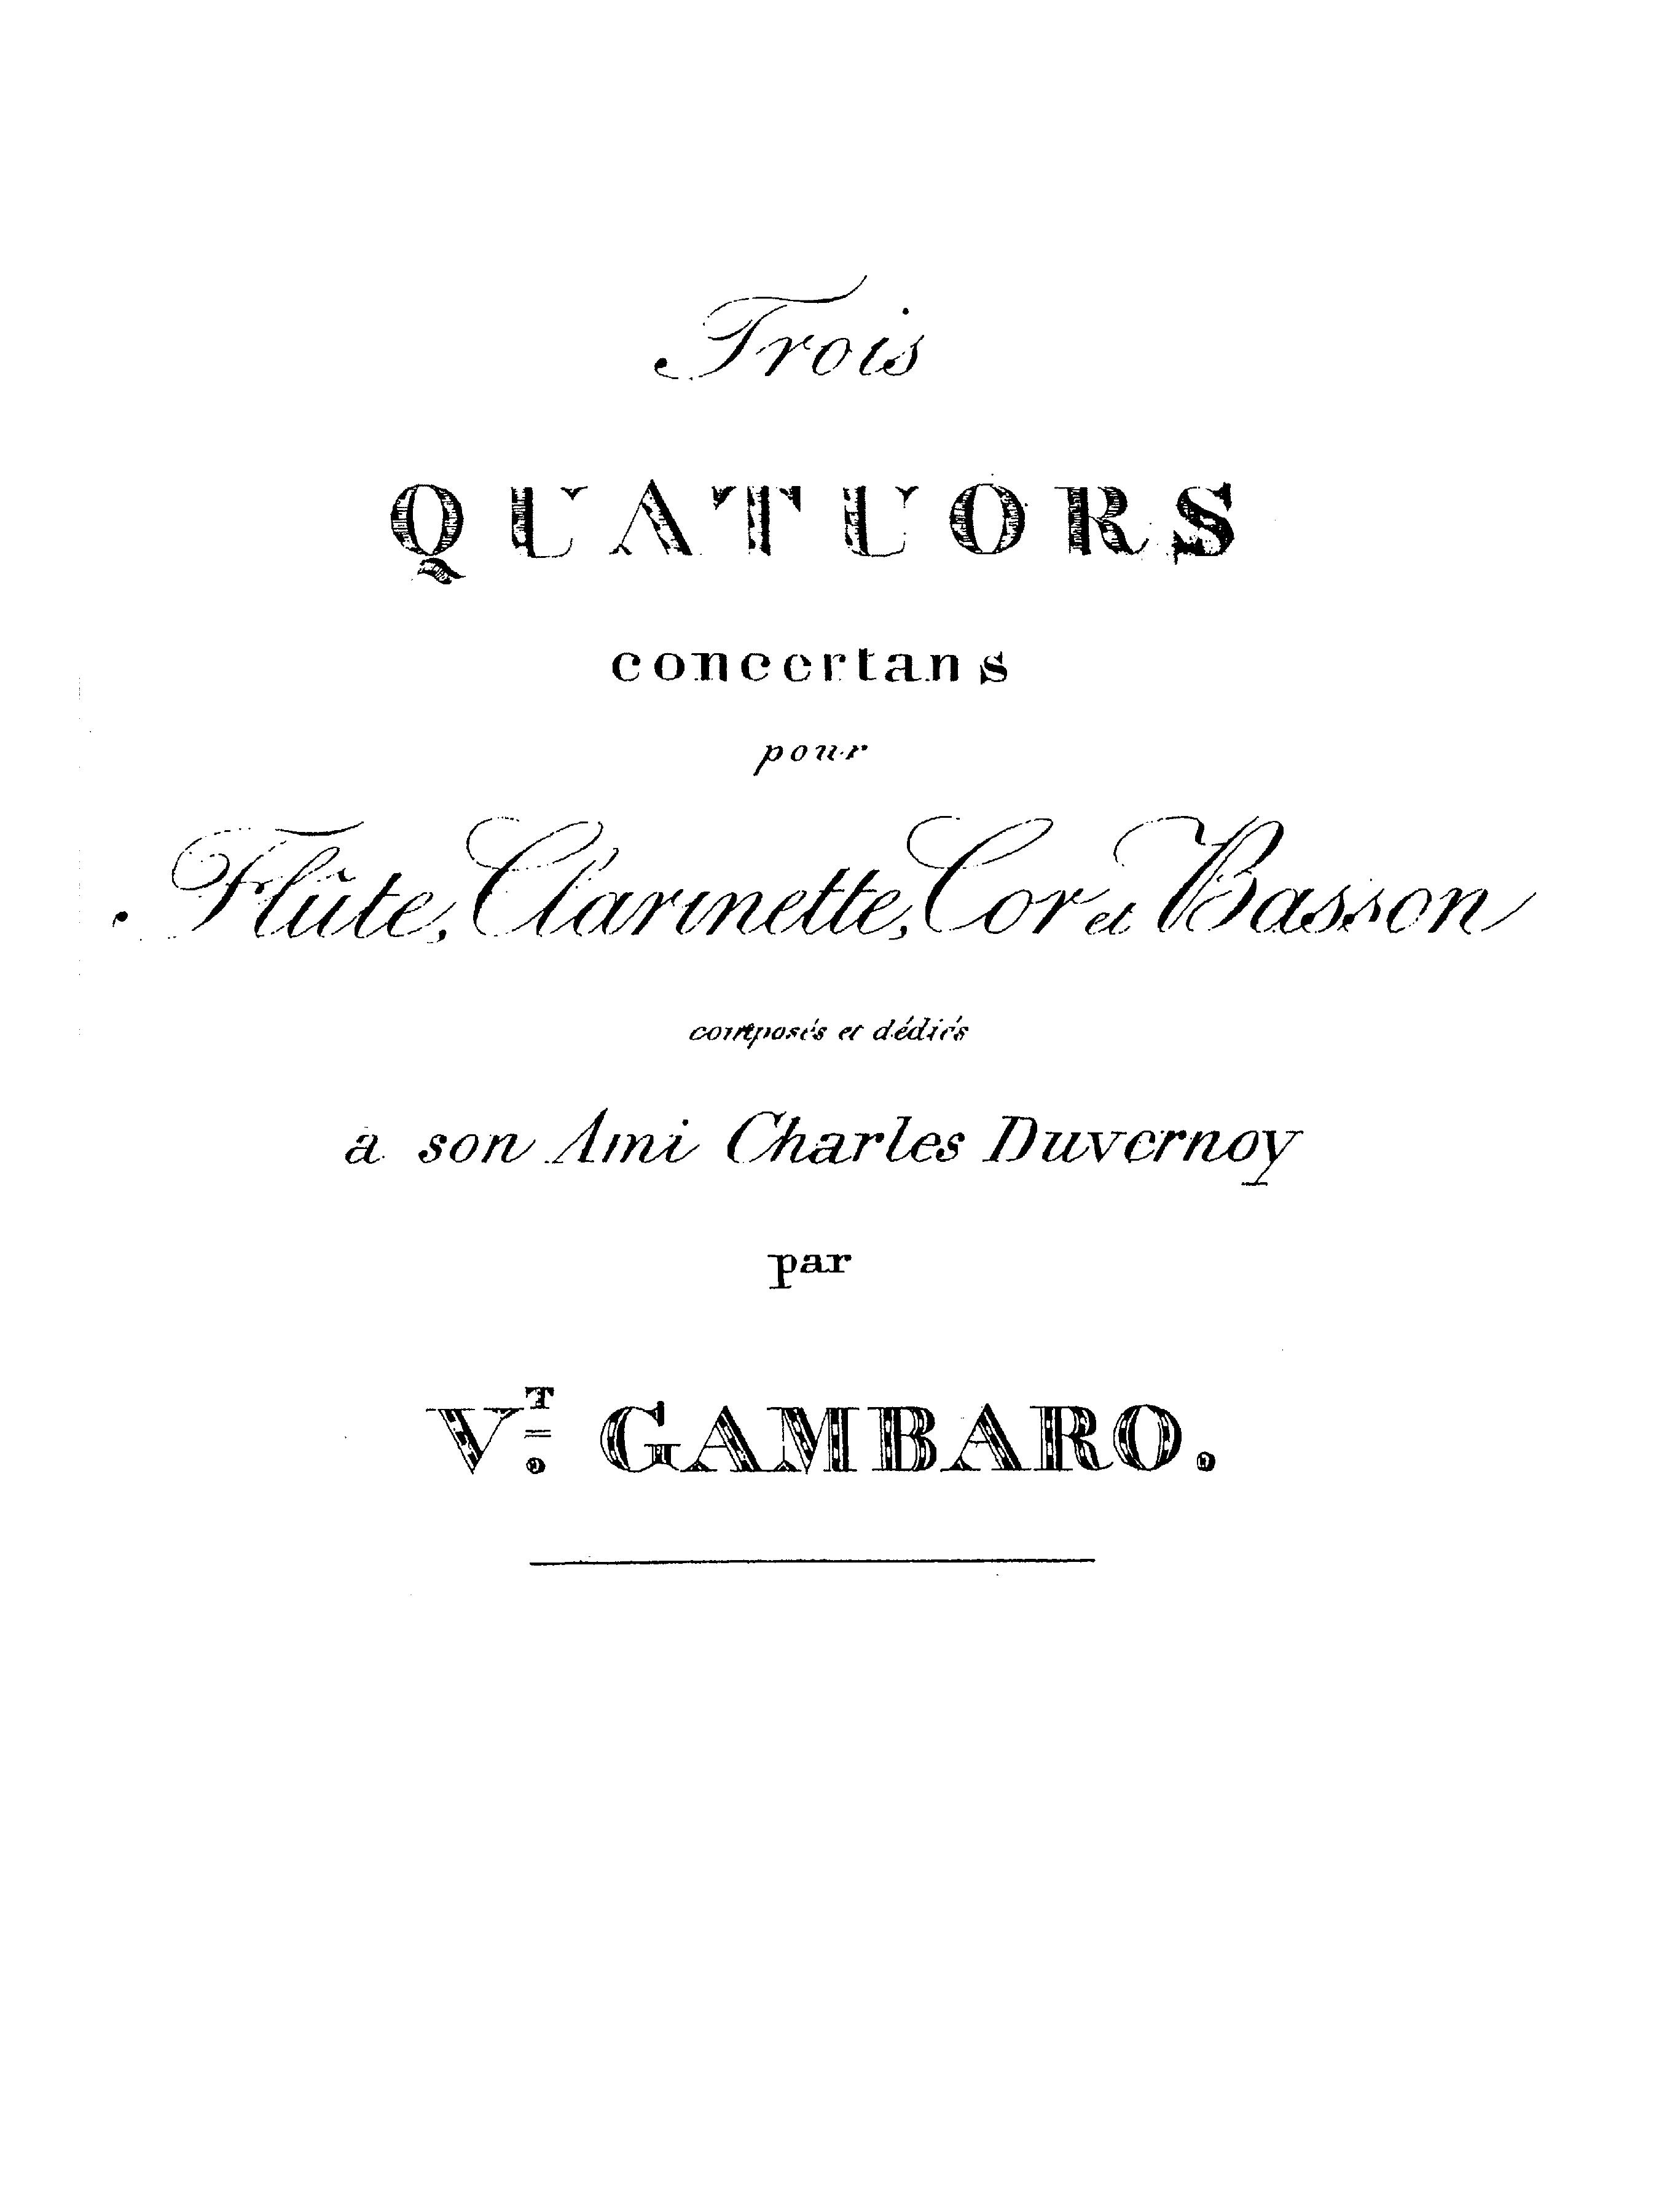 Trois
QUATUORS
concertans
pour
Flûte, Clarinette, Cor et Basson
composés et dédiés
à son Ami Charles Duvernoy
par
V.T GAMBARO.